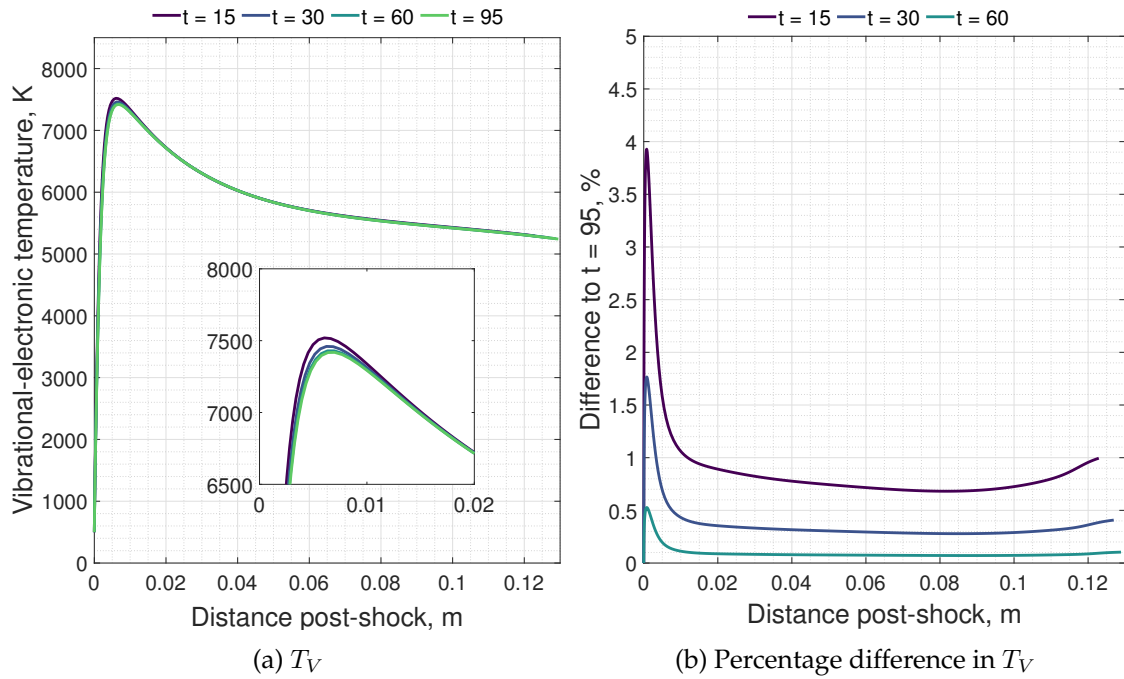 t = 15 t = 30 t = 60 t = 95
8000
7000
6000
5000
4000
3000
2000
1000
0
Vibrational-electronic temperature, K
8000
7500
7000
6500
0 0.01 0.02
0 0.02 0.04 0.06 0.08 0.1 0.12
Distance post-shock, m
(a) T_V
t = 15 t = 30 t = 60
5
4.5
4
3.5
3
2.5
2
1.5
1
0.5
0
Difference to t = 95, %
0 0.02 0.04 0.06 0.08 0.1 0.12
Distance post-shock, m
(b) Percentage difference in T_V